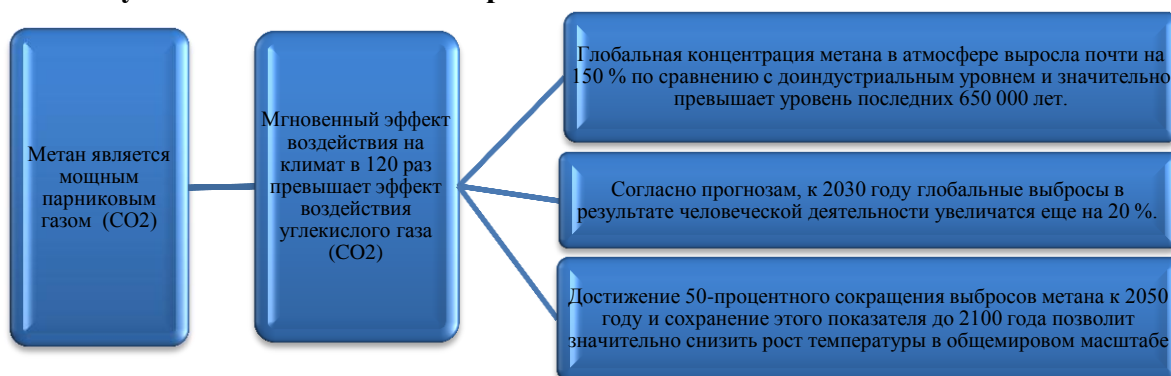 Метан является
мощным
парниковым
газом (CO2)
Мгновенный эффект
воздействия на
климат в 120 раз
превышает эффект
воздействия
углекислого газа
(CO2)
Глобальная концентрация метана в атмосфере выросла почти на
150 % по сравнению с доиндустриальным уровнем и значительно
превышает уровень последних 650 000 лет.
Согласно прогнозам, к 2030 году глобальные выбросы в
результате человеческой деятельности увеличатся еще на 20 %.
Достижение 50-процентного сокращения выбросов метана к 2050
году и сохранение этого показателя до 2100 года позволит
значительно снизить рост температуры в общемировом масштабе